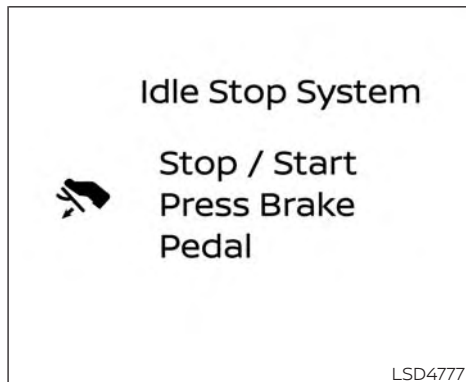 Idle Stop System
Stop / Start
Press Brake
Pedal
LSD4777